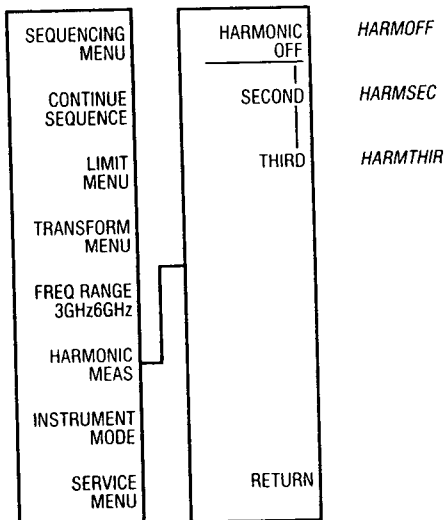 SEQUENCING
MENU
CONTINUE
SEQUENCE
LIMIT
MENU
TRANSFORM
MENU
FREQ RANGE
3GHz6GHz
HARMONIC
MEAS
INSTRUMENT
MODE
SERVICE
MENU
HARMONIC
OFF
SECOND
THIRD
RETURN
HARMOFF
HARMSEC
HARMTHIR